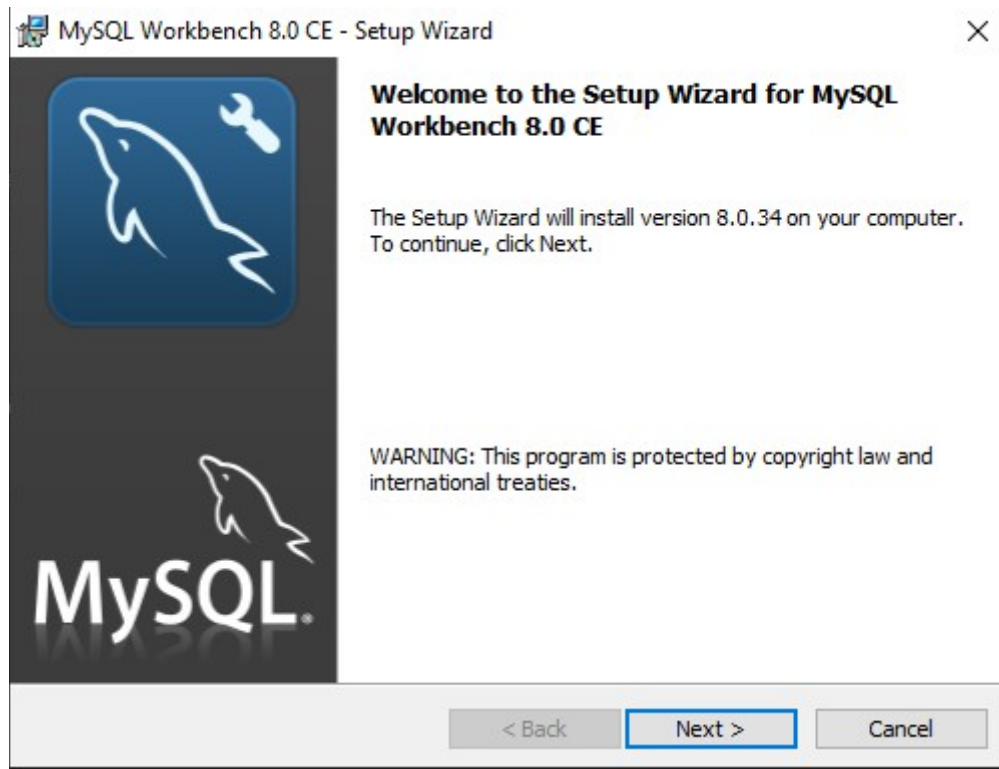 MySQL Workbench 8.0 CE - Setup Wizard
Welcome to the Setup Wizard for MySQL
Workbench 8.0 CE
The Setup Wizard will install version 8.0.34 on your computer.
To continue, click Next.
WARNING: This program is protected by copyright law and
international treaties.
MySQL®
< Back
Next >
Cancel